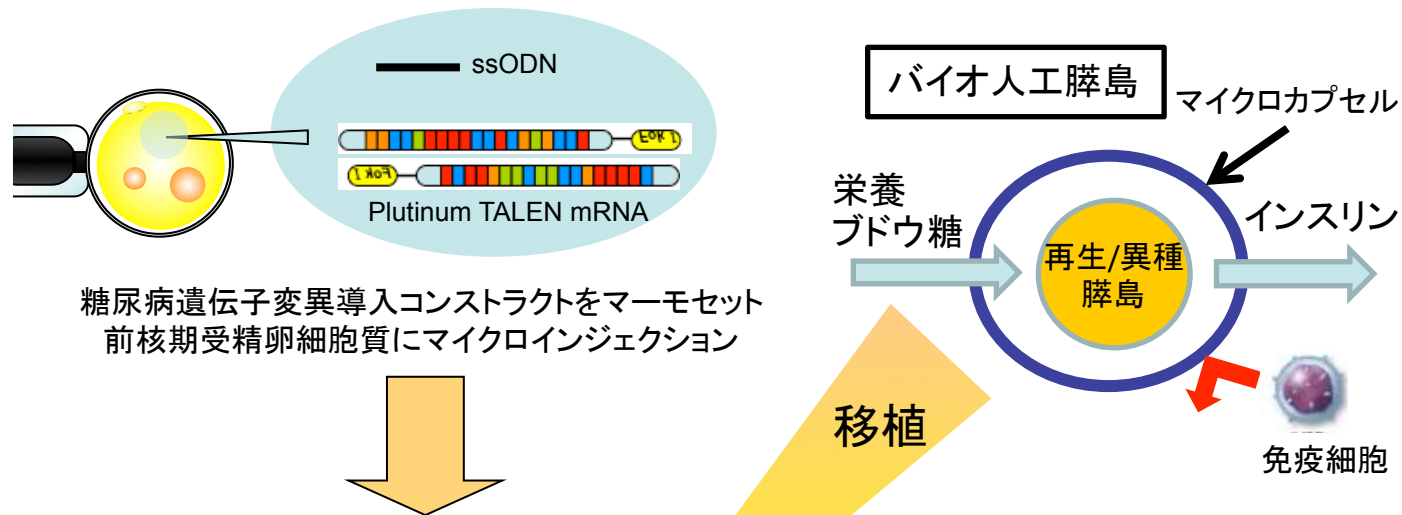 ssODN
Fok I
Fok I
Plutinum TALEN mRNA
糖尿病遺伝子変異導入コンストラクトをマーモセット
前核期受精卵細胞質にマイクロインジェクション
バイオ人工膵島
マイクロカプセル
栄養
ブドウ糖
インスリン
再生/異種
膵島
移植
免疫細胞